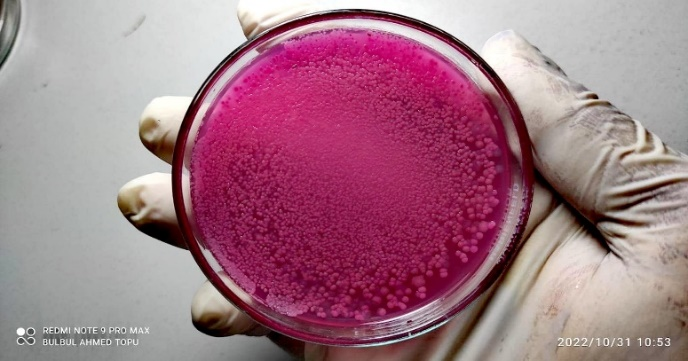 REDMI NOTE 9 PRO MAX
BULBUL AHMED TOPU
2022/10/31 10:53